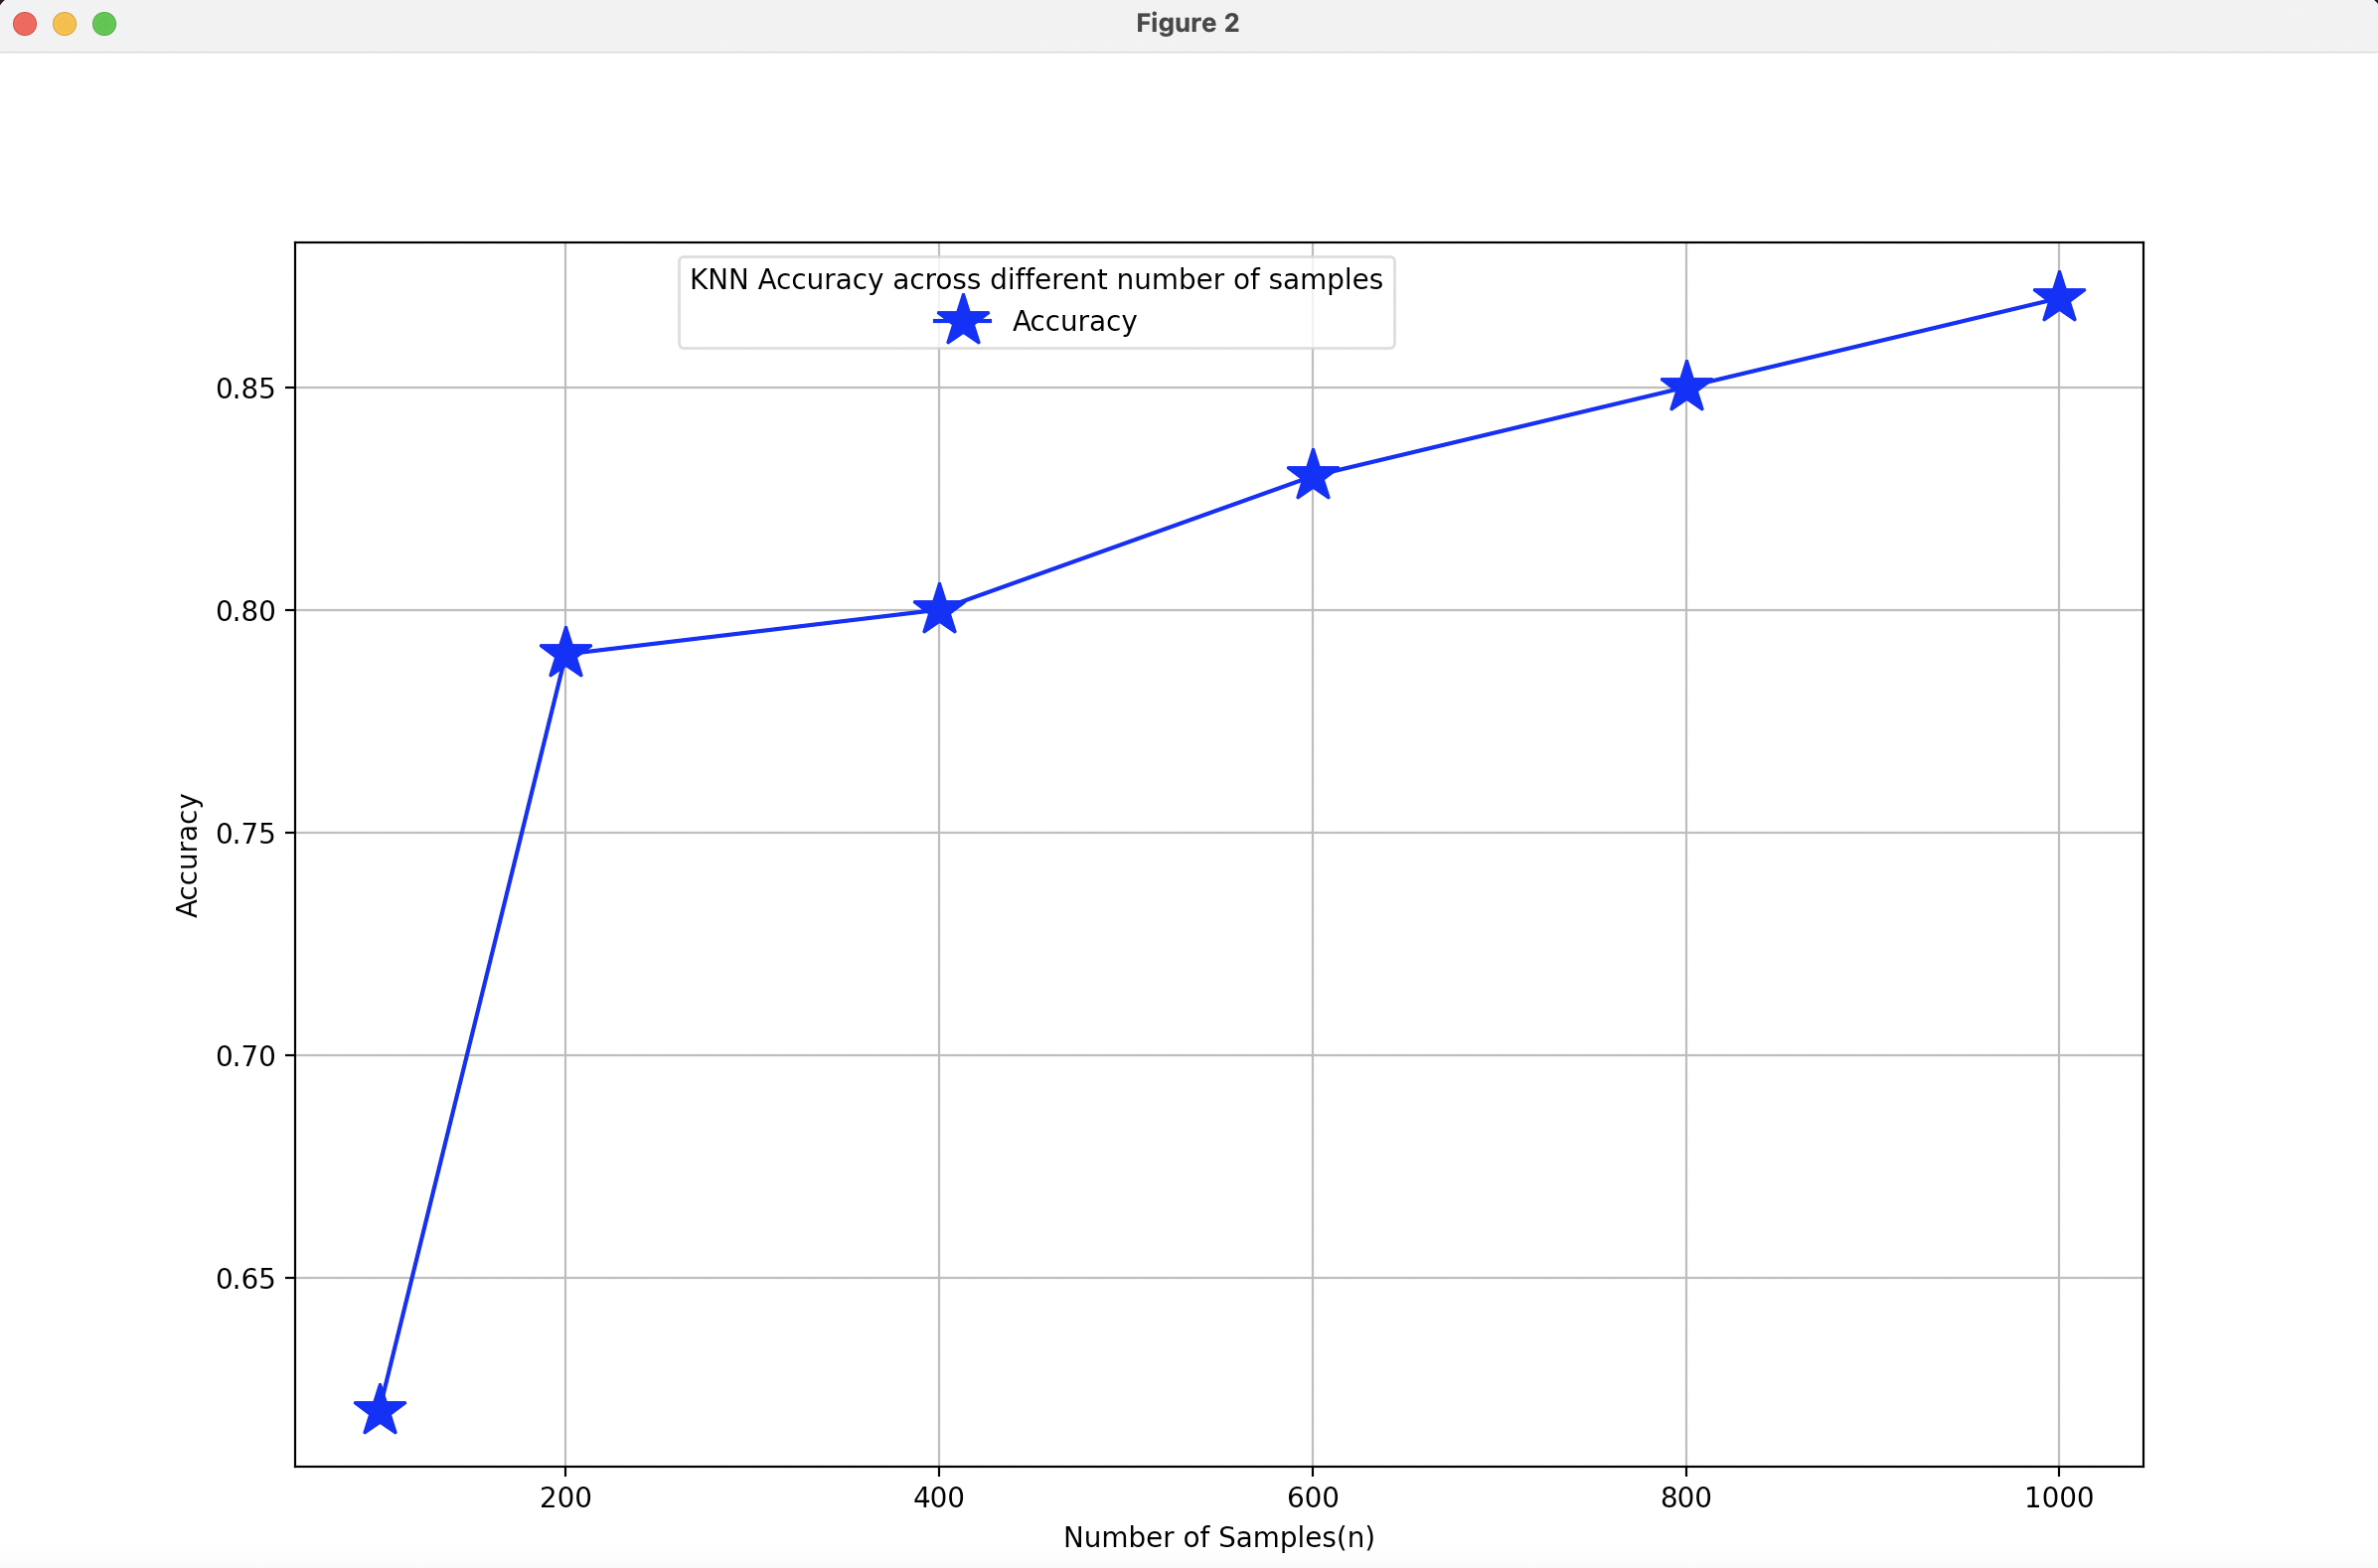 Figure 2
KNN Accuracy across different number of samples
Accuracy
0.85
0.80
0.75
0.70
0.65
Accuracy
200 400 600 800 1000
Number of Samples(n)